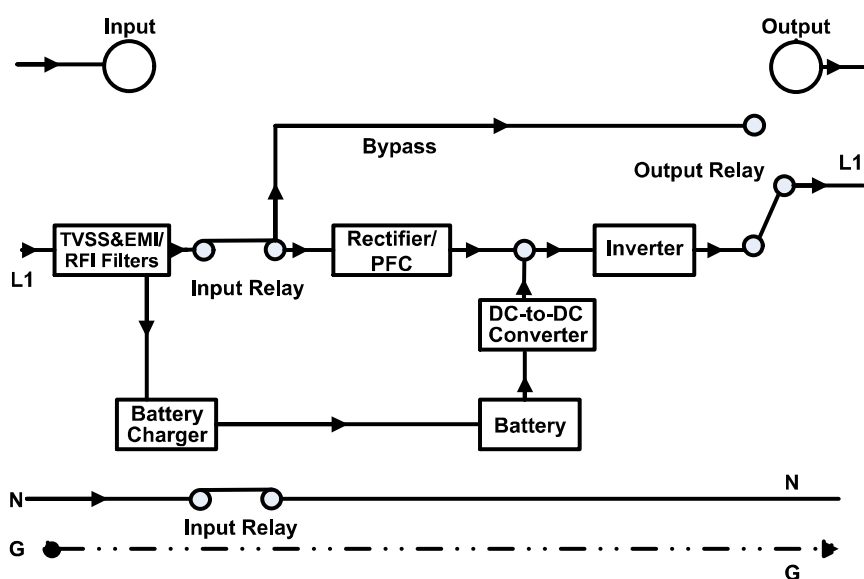 Input
Output
Bypass
Output Relay
L1
TVSS&EMI/
RFI Filters
L1
Input Relay
Rectifier/
PFC
Inverter
DC-to-DC
Converter
Battery
Charger
Battery
N
N
Input Relay
G
G